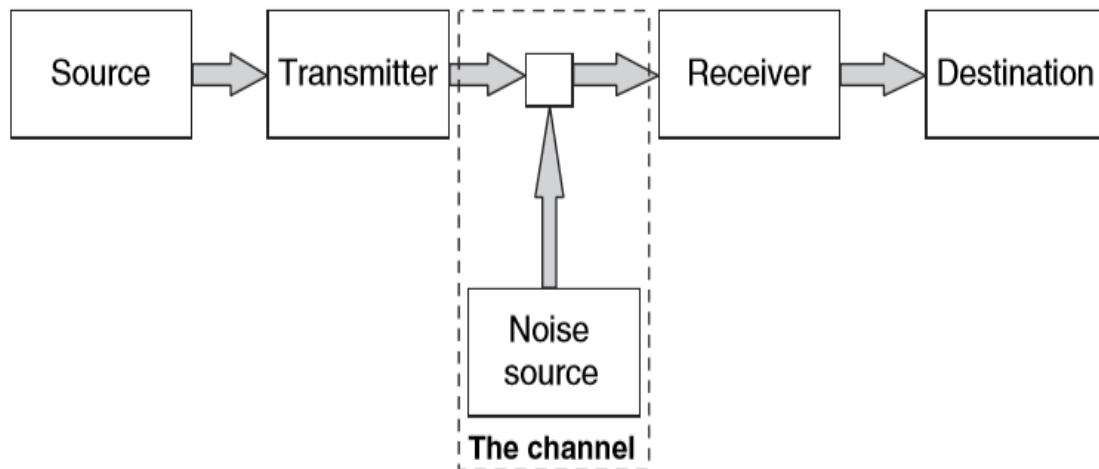 Source
Transmitter
Receiver
Destination
Noise
source
The channel